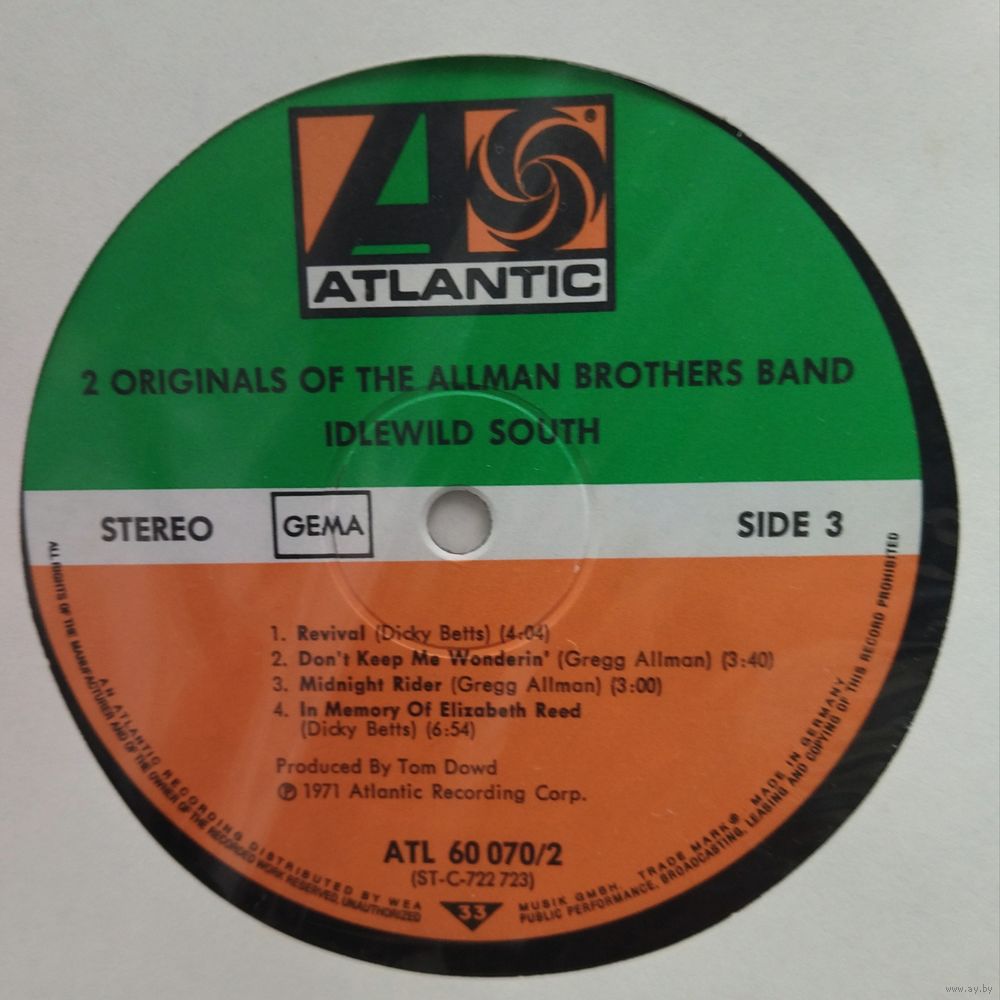 ®
ATLANTIC
2 ORIGINALS OF THE ALLMAN BROTHERS BAND
IDLEWILD SOUTH
STEREO
GEMA
SIDE 3
1. Revival (Dicky Betts) (4:04)
2. Don't Keep Me Wonderin' (Gregg Allman) (3:40)
3. Midnight Rider (Gregg Allman) (3:00)
4. In Memory Of Elizabeth Reed
(Dicky Betts) (6:54)
Produced By Tom Dowd
℗ 1971 Atlantic Recording Corp.
ATL 60 070/2
(ST-C-722 723)
33
AN ATLANTIC RECORDING DISTRIBUTED BY WEA MUSIK GMBH. TRADE MARK® MADE IN GERMANY
ALL RIGHTS OF THE MANUFACTURER AND OF THE OWNER OF THE RECORDED WORK RESERVED, UNAUTHORIZED PUBLIC PERFORMANCE, BROADCASTING, LEASING AND COPYING OF THIS RECORD PROHIBITED
www.ay.by